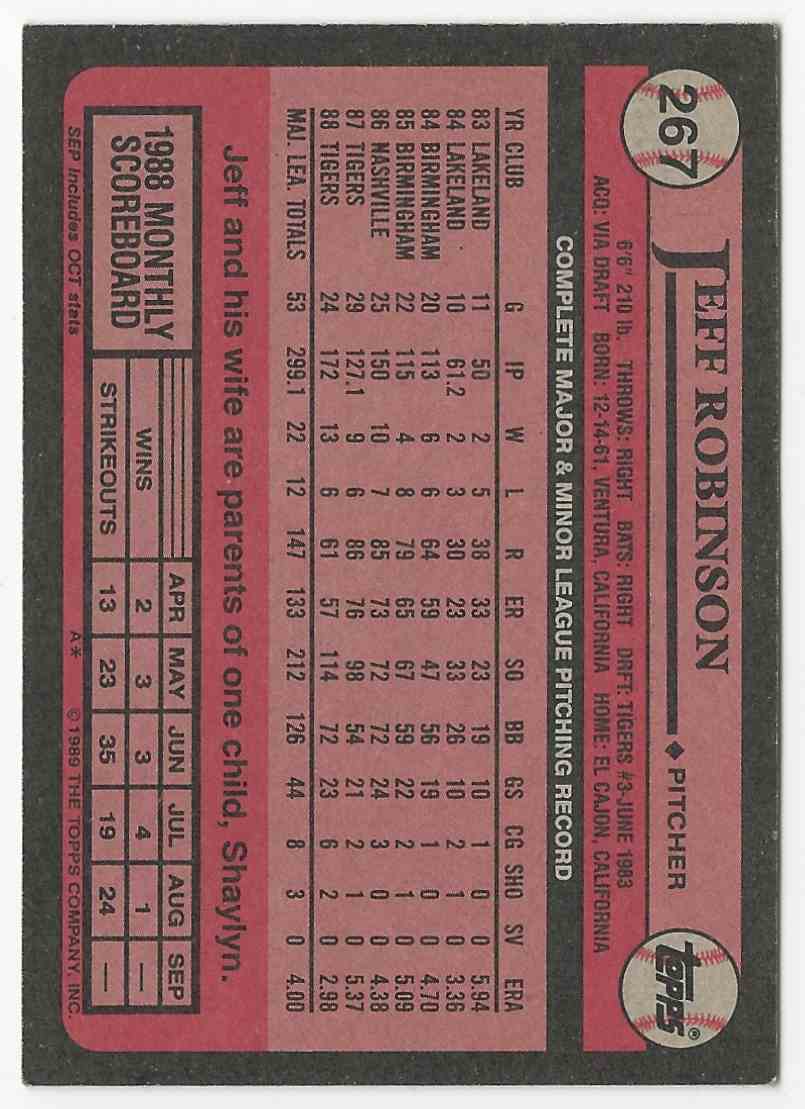 267
JEFF ROBINSON ◆ PITCHER
topps®
6'6" 210 lb. THROWS: RIGHT BATS: RIGHT DRFT: TIGERS #3-JUNE 1983
ACQ: VIA DRAFT BORN: 12-14-61, VENTURA, CALIFORNIA HOME: EL CAJON, CALIFORNIA
COMPLETE MAJOR & MINOR LEAGUE PITCHING RECORD
YR CLUB G IP W L R ER SO BB GS CG SHO SV ERA
83 LAKELAND 11 50 2 5 38 33 23 19 10 1 0 0 5.94
84 LAKELAND 10 61.2 2 3 30 23 33 26 10 2 1 0 3.36
84 BIRMINGHAM 20 113 6 6 64 59 47 56 19 1 0 0 4.70
85 BIRMINGHAM 22 115 4 8 79 65 67 59 22 2 1 0 5.09
86 NASHVILLE 25 150 10 7 85 73 72 72 24 3 0 0 4.38
87 TIGERS 29 127.1 9 6 86 76 98 54 21 2 1 0 5.37
88 TIGERS 24 172 13 6 61 57 114 72 23 6 2 0 2.98
MAJ. LEA. TOTALS 53 299.1 22 12 147 133 212 126 44 8 3 0 4.00
Jeff and his wife are parents of one child, Shaylyn.
1988 MONTHLY
SCOREBOARD
APR MAY JUN JUL AUG SEP
WINS 2 3 3 4 1 —
STRIKEOUTS 13 23 35 19 24 —
SEP includes OCT stats A* © 1989 THE TOPPS COMPANY, INC.